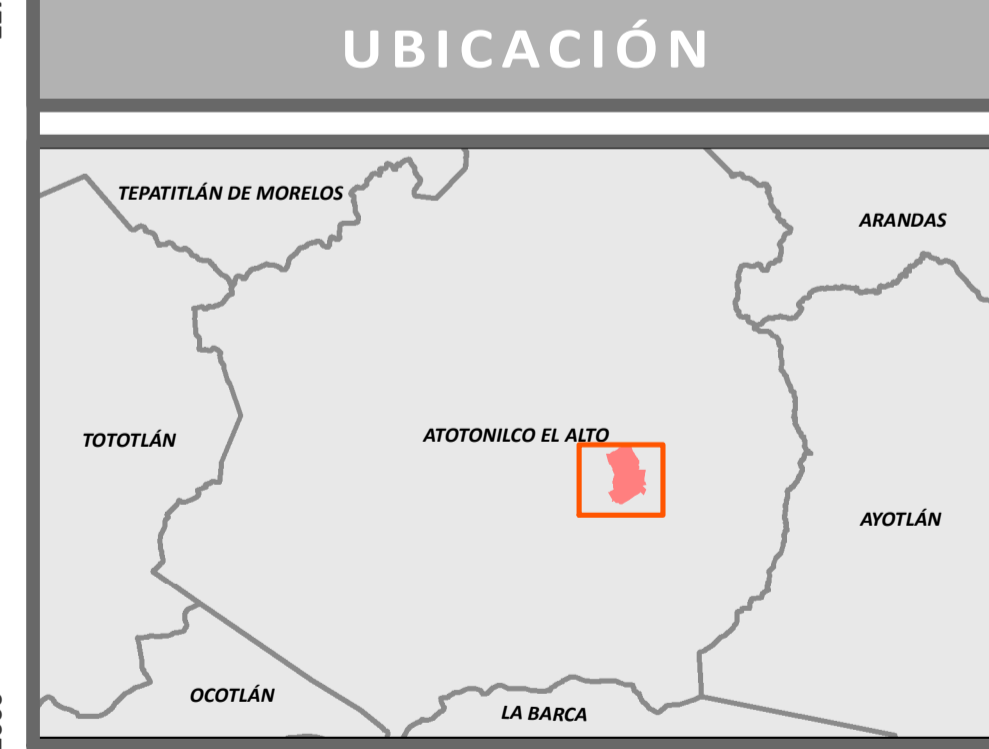 UBICACIÓN
TEPATITLÁN DE MORELOS
ARANDAS
ATOTONILCO EL ALTO
TOTOTLÁN
AYOTLÁN
OCOTLÁN
LA BARCA